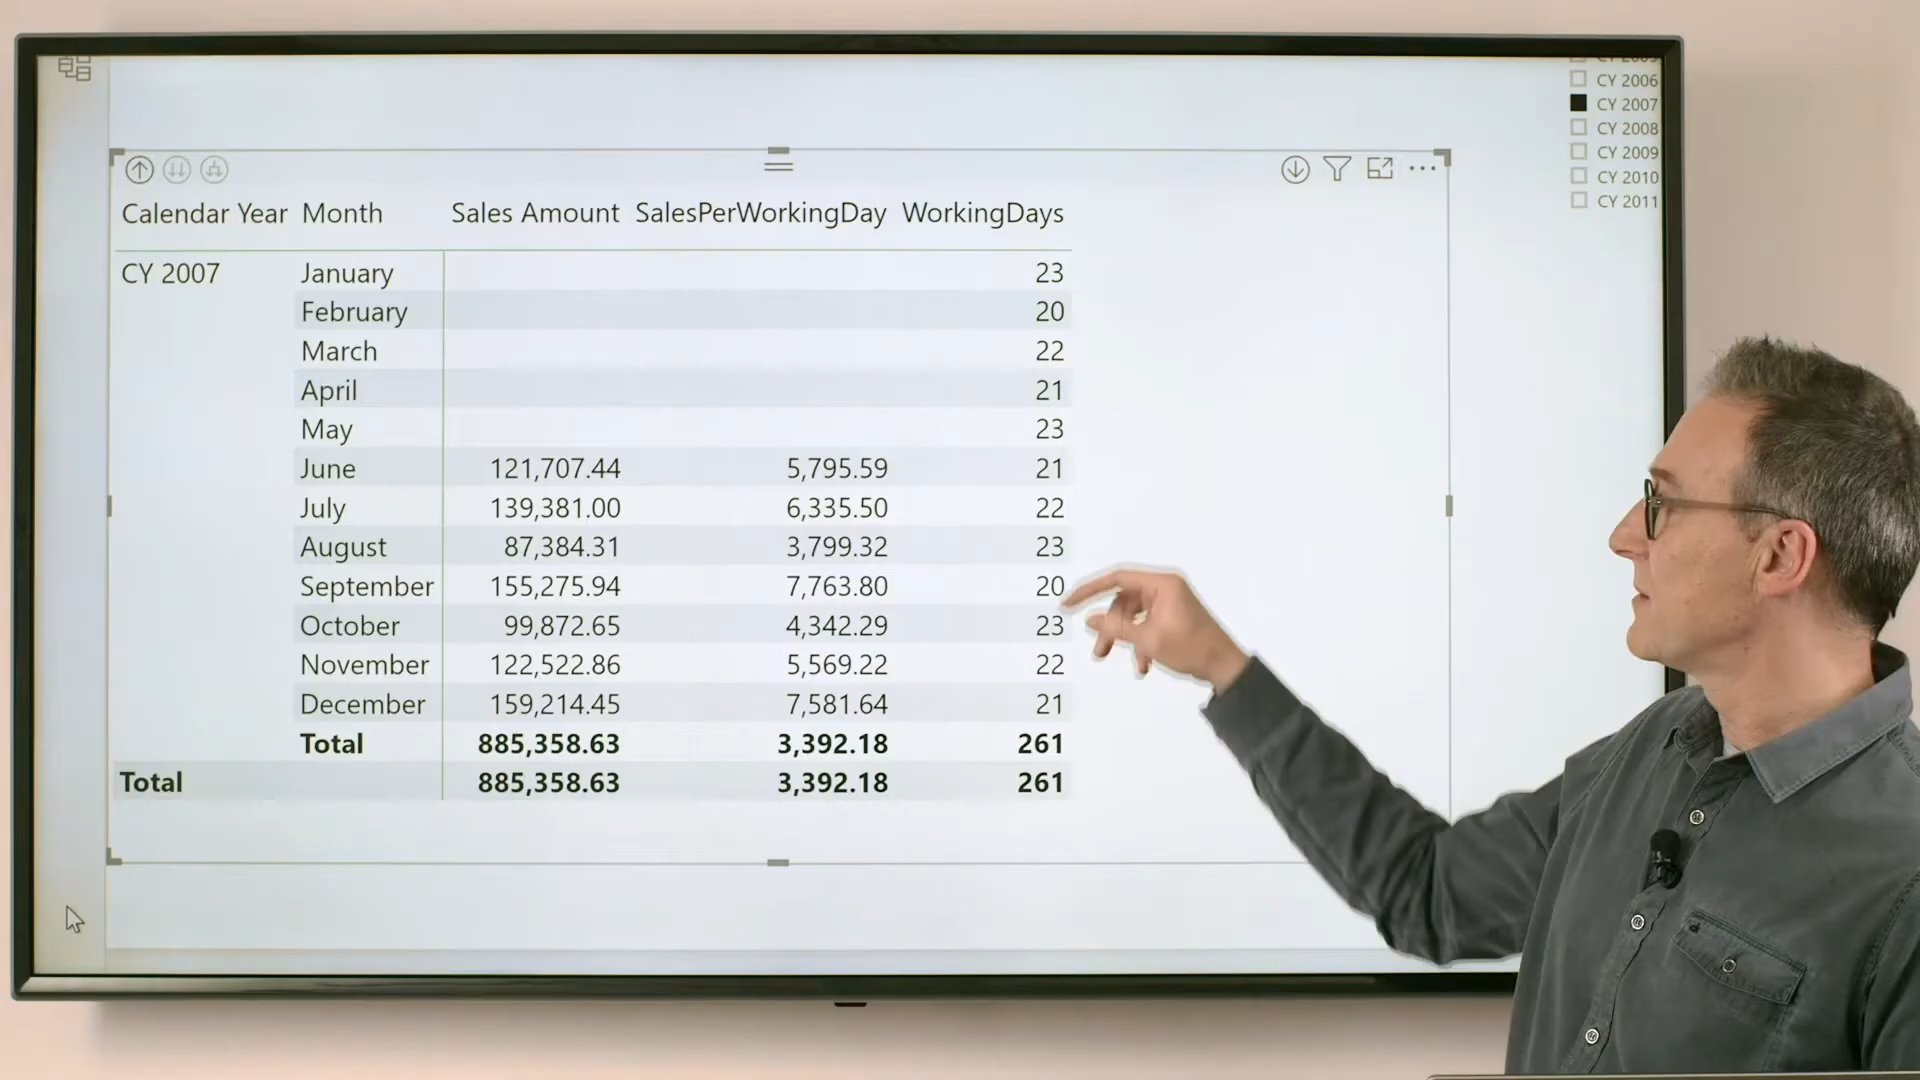 CY 2005
CY 2006
CY 2007
CY 2008
CY 2009
CY 2010
CY 2011
Calendar Year Month Sales Amount SalesPerWorkingDay WorkingDays
CY 2007 January 23
February 20
March 22
April 21
May 23
June 121,707.44 5,795.59 21
July 139,381.00 6,335.50 22
August 87,384.31 3,799.32 23
September 155,275.94 7,763.80 20
October 99,872.65 4,342.29 23
November 122,522.86 5,569.22 22
December 159,214.45 7,581.64 21
Total 885,358.63 3,392.18 261
Total 885,358.63 3,392.18 261